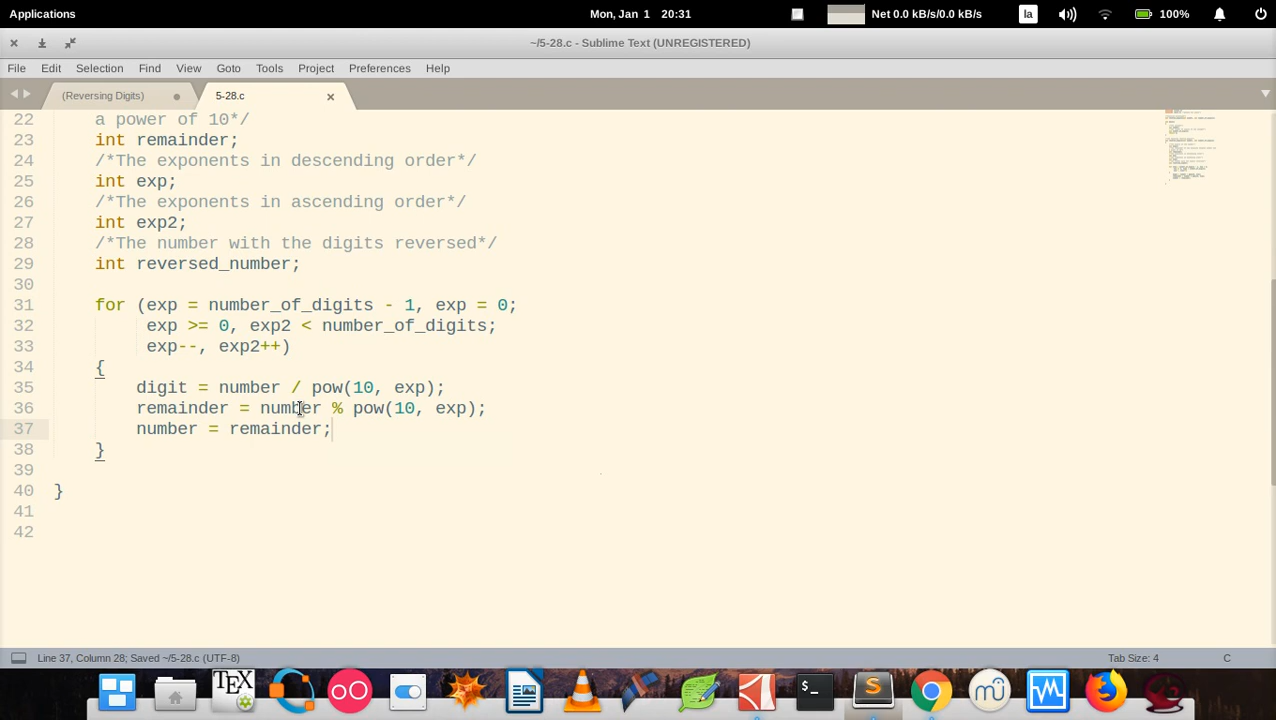 Applications
Mon, Jan 1 20:31
Net 0.0 kB/s/0.0 kB/s
la
100%
~/5-28.c - Sublime Text (UNREGISTERED)
File Edit Selection Find View Goto Tools Project Preferences Help
(Reversing Digits)
5-28.c
22 a power of 10*/
23 int remainder;
24 /*The exponents in descending order*/
25 int exp;
26 /*The exponents in ascending order*/
27 int exp2;
28 /*The number with the digits reversed*/
29 int reversed_number;
30
31 for (exp = number_of_digits - 1, exp = 0;
32 exp >= 0, exp2 < number_of_digits;
33 exp--, exp2++)
34 {
35 digit = number / pow(10, exp);
36 remainder = number % pow(10, exp);
37 number = remainder;
38 }
39
40 }
41
42
Line 37, Column 28; Saved ~/5-28.c (UTF-8)
Tab Size: 4
C
TEX